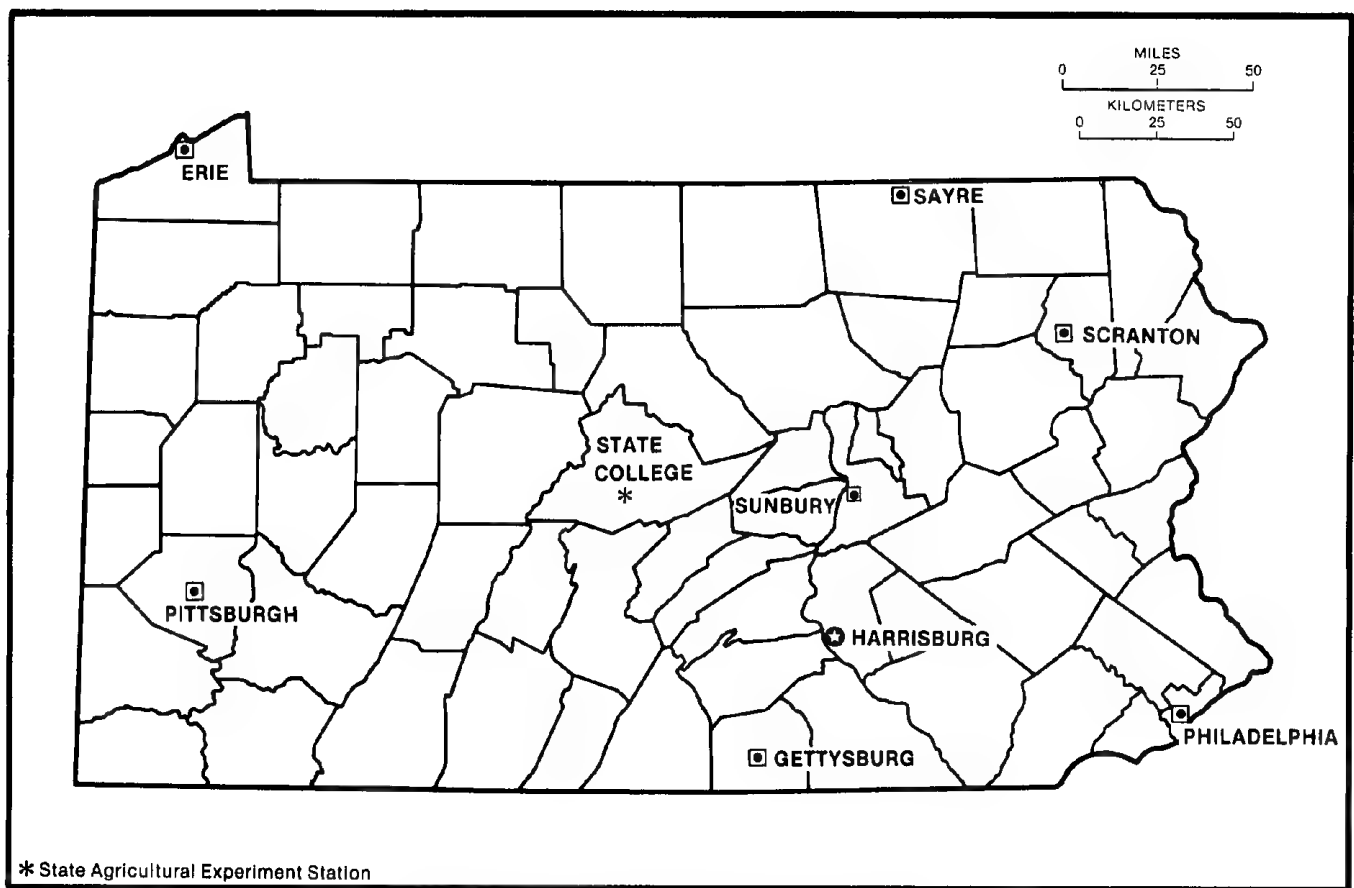 MILES
0 25 50
KILOMETERS
0 25 50
ERIE
SAYRE
SCRANTON
STATE
COLLEGE
*
SUNBURY
PITTSBURGH
HARRISBURG
PHILADELPHIA
GETTYSBURG
* State Agricultural Experiment Station